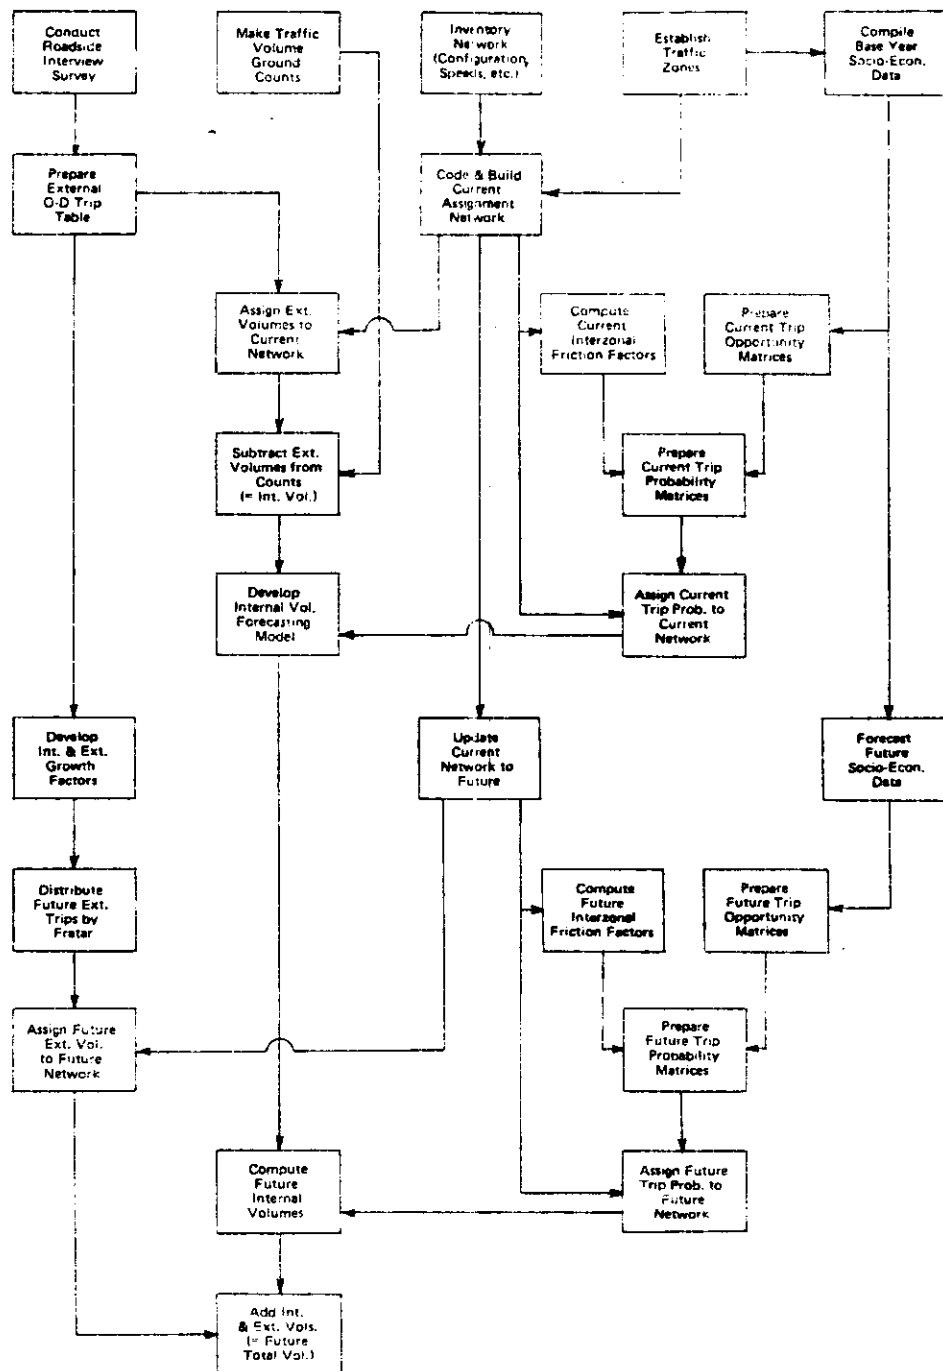 Conduct
Roadside
Interview
Survey
Make Traffic
Volume
Ground
Counts
Inventory
Network
(Configuration,
Speeds, etc.)
Establish
Traffic
Zones
Compile
Base Year
Socio-Econ.
Data
Prepare
External
O-D Trip
Table
Code & Build
Current
Assignment
Network
Assign Ext.
Volumes to
Current
Network
Compute
Current
Interzonal
Friction Factors
Prepare
Current Trip
Opportunity
Matrices
Subtract Ext.
Volumes from
Counts
(= Int. Vol.)
Prepare
Current Trip
Probability
Matrices
Develop
Internal Vol.
Forecasting
Model
Assign Current
Trip Prob. to
Current
Network
Develop
Int. & Ext.
Growth
Factors
Update
Current
Network to
Future
Forecast
Future
Socio-Econ.
Data
Distribute
Future Ext.
Trips by
Fratar
Compute
Future
Interzonal
Friction Factors
Prepare
Future Trip
Opportunity
Matrices
Assign Future
Ext. Vol.
to Future
Network
Prepare
Future Trip
Probability
Matrices
Compute
Future
Internal
Volumes
Assign Future
Trip Prob. to
Future
Network
Add Int.
& Ext. Vols.
(= Future
Total Vol.)